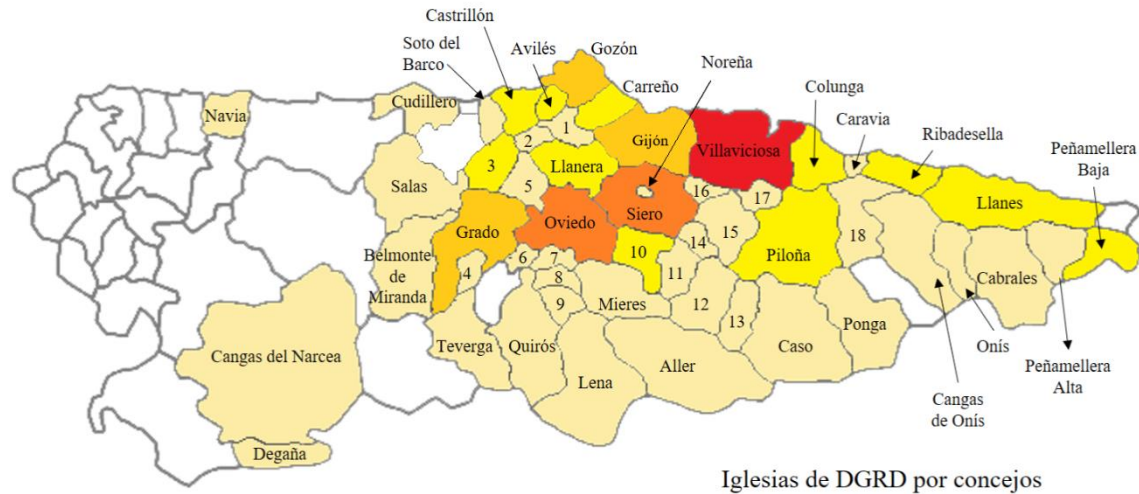 Gozón
Castrillón
Avilés
Noreña
Soto del
Barco
Carreño
Colunga
Cudillero
Caravia
Navia
1
Ribadesella
2
Gijón
Villaviciosa
Peñamellera
Baja
3
Llanera
Salas
5
16
17
Llanes
Oviedo
Siero
Grado
14
15
18
10
Piloña
Belmonte
de
Miranda
4
6
7
8
11
Cabrales
9
Mieres
12
13
Ponga
Teverga
Quirós
Caso
Onís
Cangas del Narcea
Aller
Lena
Peñamellera
Alta
Cangas
de Onís
Degaña
Iglesias de DGRD por concejos